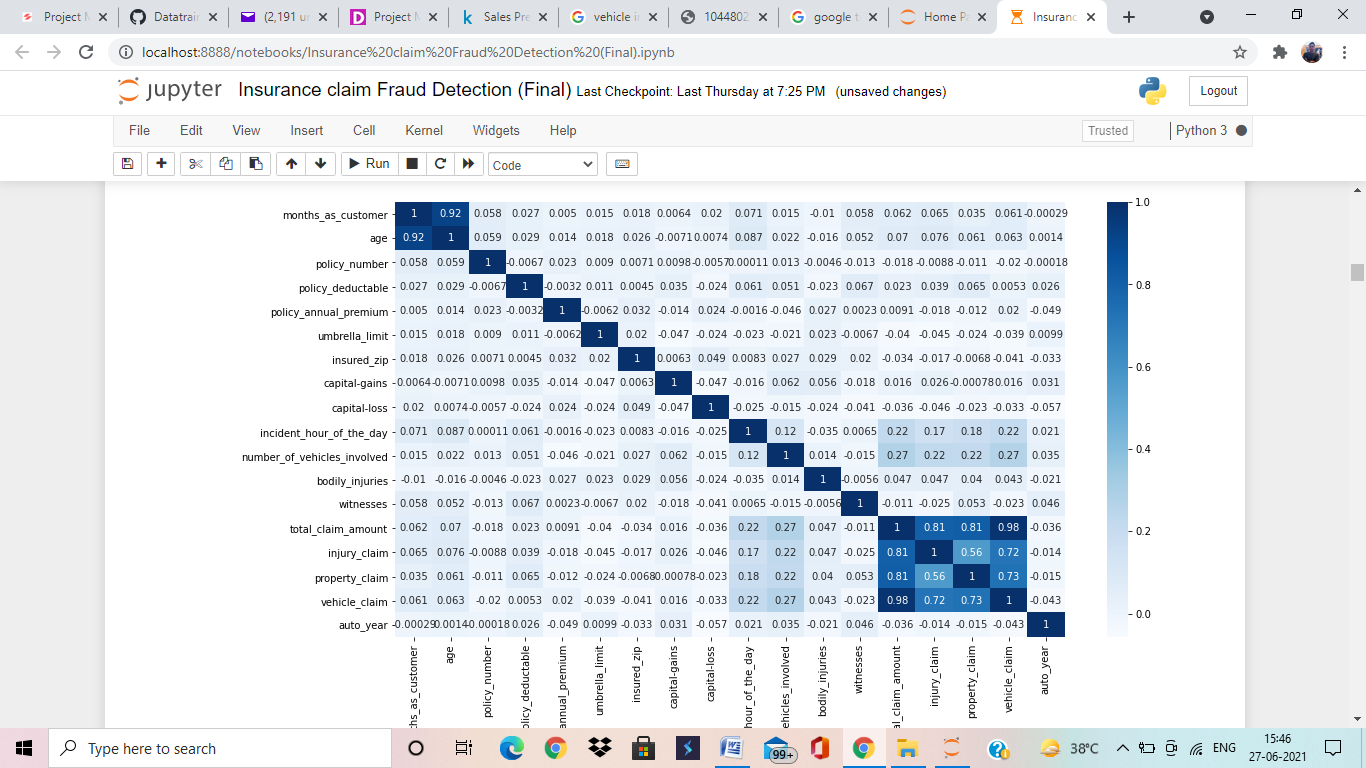 Project M
Datatrain
(2,191 un
Project M
Sales Pre
vehicle in
1044802
google t
Home Pa
Insuranc
localhost:8888/notebooks/Insurance%20claim%20Fraud%20Detection%20(Final).ipynb
jupyter Insurance claim Fraud Detection (Final) Last Checkpoint: Last Thursday at 7:25 PM (unsaved changes) Logout
File Edit View Insert Cell Kernel Widgets Help Trusted Python 3
Run Code
months_as_customer 1 0.92 0.058 0.027 0.005 0.015 0.018 0.0064 0.02 0.071 0.015 -0.01 0.058 0.062 0.065 0.035 0.061 -0.00029
age 0.92 1 0.059 0.029 0.014 0.018 0.026 -0.0071 0.0074 0.087 0.022 -0.016 0.052 0.07 0.076 0.061 0.063 0.0014
policy_number 0.058 0.059 1 -0.0067 0.023 0.009 0.0071 0.0098 -0.0057 0.00011 0.013 -0.0046 -0.013 -0.018 -0.0088 -0.011 -0.02 -0.00018
policy_deductable 0.027 0.029 -0.0067 1 -0.0032 0.011 0.0045 0.035 -0.024 0.061 0.051 -0.023 0.067 0.023 0.039 0.065 0.0053 0.026
policy_annual_premium 0.005 0.014 0.023 -0.0032 1 -0.0062 0.032 -0.014 0.024 -0.0016 -0.046 0.027 0.0023 0.0091 -0.018 -0.012 0.02 -0.049
umbrella_limit 0.015 0.018 0.009 0.011 -0.0062 1 0.02 -0.047 -0.024 -0.023 -0.021 0.023 -0.0067 -0.04 -0.045 -0.024 -0.039 0.0099
insured_zip 0.018 0.026 0.0071 0.0045 0.032 0.02 1 0.0063 0.049 0.0083 0.027 0.029 0.02 -0.034 -0.017 -0.0068 -0.041 -0.033
capital-gains 0.0064 -0.0071 0.0098 0.035 -0.014 -0.047 0.0063 1 -0.047 -0.016 0.062 0.056 -0.018 0.016 0.026 -0.00078 0.016 0.031
capital-loss 0.02 0.0074 -0.0057 -0.024 0.024 -0.024 0.049 -0.047 1 -0.025 -0.015 -0.024 -0.041 -0.036 -0.046 -0.023 -0.033 -0.057
incident_hour_of_the_day 0.071 0.087 0.00011 0.061 -0.0016 -0.023 0.0083 -0.016 -0.025 1 0.12 -0.035 0.0065 0.22 0.17 0.18 0.22 0.021
number_of_vehicles_involved 0.015 0.022 0.013 0.051 -0.046 -0.021 0.027 0.062 -0.015 0.12 1 0.014 -0.015 0.27 0.22 0.22 0.27 0.035
bodily_injuries -0.01 -0.016 -0.0046 -0.023 0.027 0.023 0.029 0.056 -0.024 -0.035 0.014 1 -0.0056 0.047 0.047 0.04 0.043 -0.021
witnesses 0.058 0.052 -0.013 0.067 0.0023 -0.0067 0.02 -0.018 -0.041 0.0065 -0.015 -0.0056 1 -0.011 -0.025 0.053 -0.023 0.046
total_claim_amount 0.062 0.07 -0.018 0.023 0.0091 -0.04 -0.034 0.016 -0.036 0.22 0.27 0.047 -0.011 1 0.81 0.81 0.98 -0.036
injury_claim 0.065 0.076 -0.0088 0.039 -0.018 -0.045 -0.017 0.026 -0.046 0.17 0.22 0.047 -0.025 0.81 1 0.56 0.72 -0.014
property_claim 0.035 0.061 -0.011 0.065 -0.012 -0.024 -0.0068 -0.00078 -0.023 0.18 0.22 0.04 0.053 0.81 0.56 1 0.73 -0.015
vehicle_claim 0.061 0.063 -0.02 0.0053 0.02 -0.039 -0.041 0.016 -0.033 0.22 0.27 0.043 -0.023 0.98 0.72 0.73 1 -0.043
auto_year -0.00029 0.0014 -0.00018 0.026 -0.049 0.0099 -0.033 0.031 -0.057 0.021 0.035 -0.021 0.046 -0.036 -0.014 -0.015 -0.043 1
1.0
0.8
0.6
0.4
0.2
0.0
ths_as_customer
age
policy_number
olicy_deductable
annual_premium
umbrella_limit
insured_zip
capital-gains
capital-loss
hour_of_the_day
ehicles_involved
bodily_injuries
witnesses
al_claim_amount
injury_claim
property_claim
vehicle_claim
auto_year
Type here to search
99+
38°C
ENG
15:46
27-06-2021